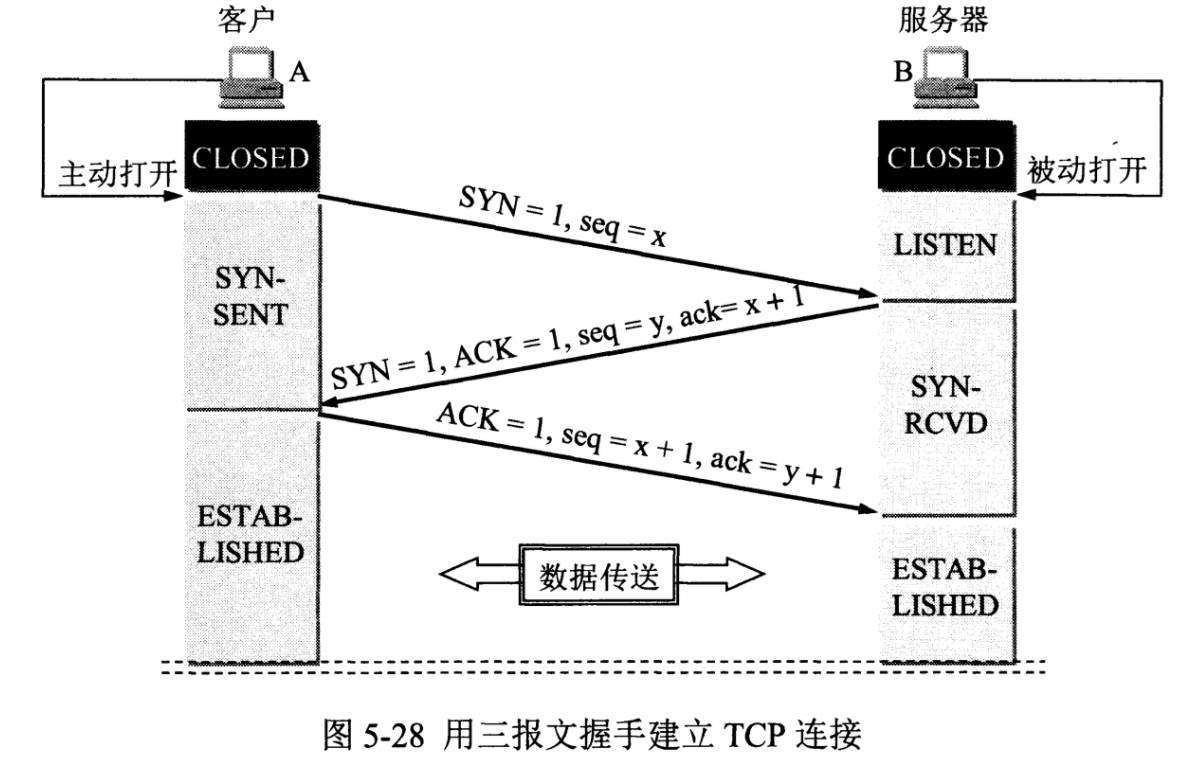 客户
服务器
A
B
CLOSED
CLOSED
主动打开
被动打开
SYN = 1, seq = x
LISTEN
SYN-
SENT
SYN = 1, ACK = 1, seq = y, ack= x + 1
SYN-
RCVD
ACK = 1, seq = x + 1, ack = y + 1
ESTAB-
LISHED
数据传送
ESTAB-
LISHED
图 5-28 用三报文握手建立 TCP 连接